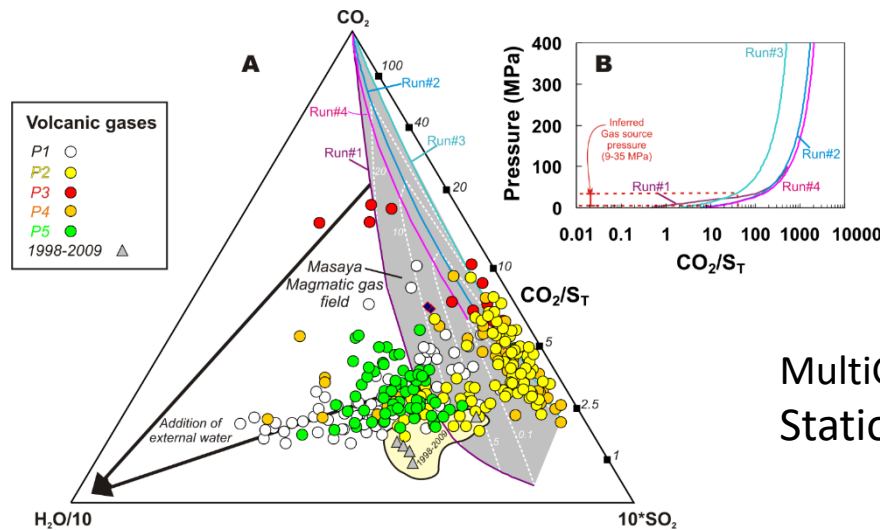 CO₂
A
100
Run#2
40
Run#4
Run#3
Run#1
20
20
10
10
5
2.5
1
CO₂/Sᴛ
Masaya
Magmatic gas
field
Addition of
external water
1998-2009
5
0.1
H₂O/10
10*SO₂
Volcanic gases
P1
P2
P3
P4
P5
1998-2009
B
Pressure (MPa)
400
300
200
100
0
Run#3
Inferred
Gas source
pressure
(9-35 MPa)
Run#2
Run#1
Run#4
0.01 0.1 1 10 100 1000 10000
CO₂/Sᴛ
MultiG
Static